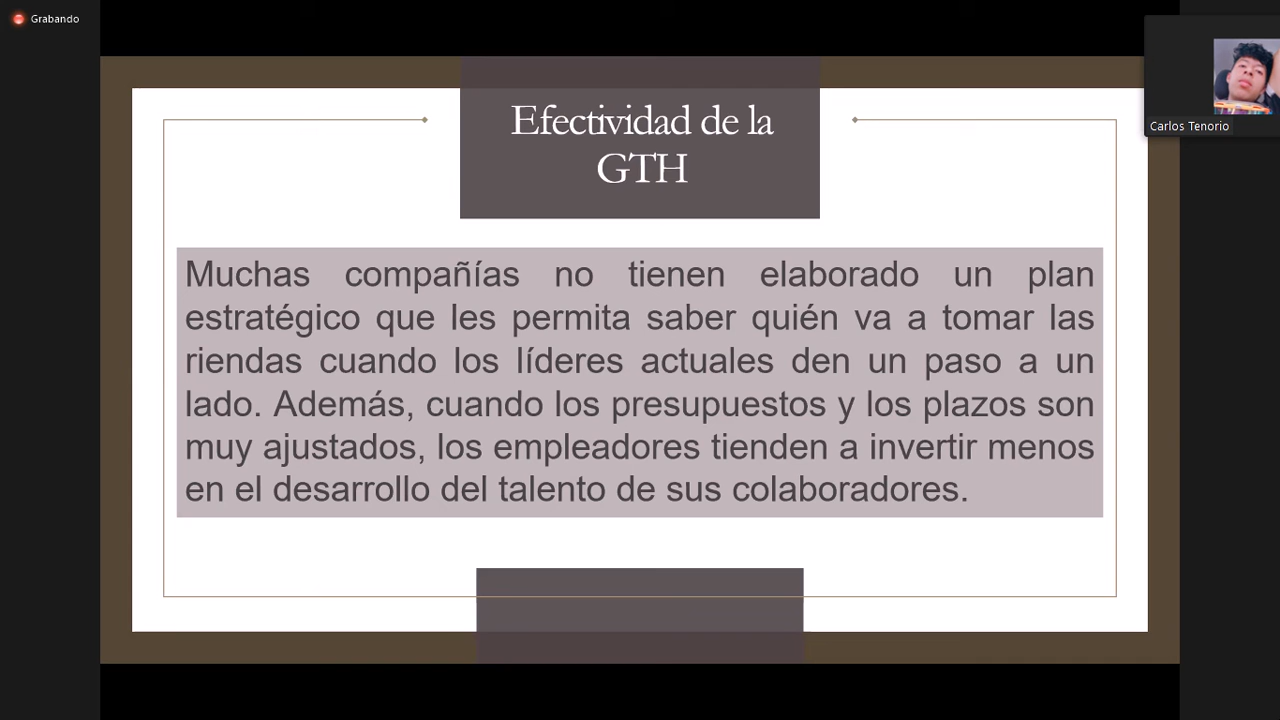 Grabando
Carlos Tenorio
Efectividad de la
GTH
Muchas compañías no tienen elaborado un plan
estratégico que les permita saber quién va a tomar las
riendas cuando los líderes actuales den un paso a un
lado. Además, cuando los presupuestos y los plazos son
muy ajustados, los empleadores tienden a invertir menos
en el desarrollo del talento de sus colaboradores.